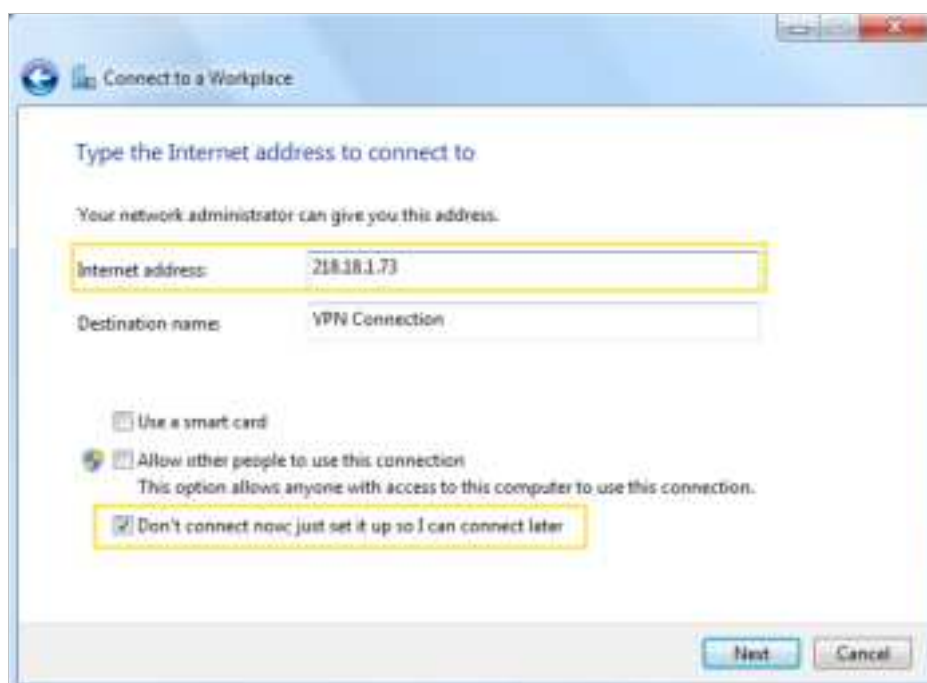 Connect to a Workplace
Type the Internet address to connect to
Your network administrator can give you this address.
Internet address: 218.18.1.73
Destination name: VPN Connection
Use a smart card
Allow other people to use this connection
This option allows anyone with access to this computer to use this connection.
Don't connect now; just set it up so I can connect later
Next Cancel